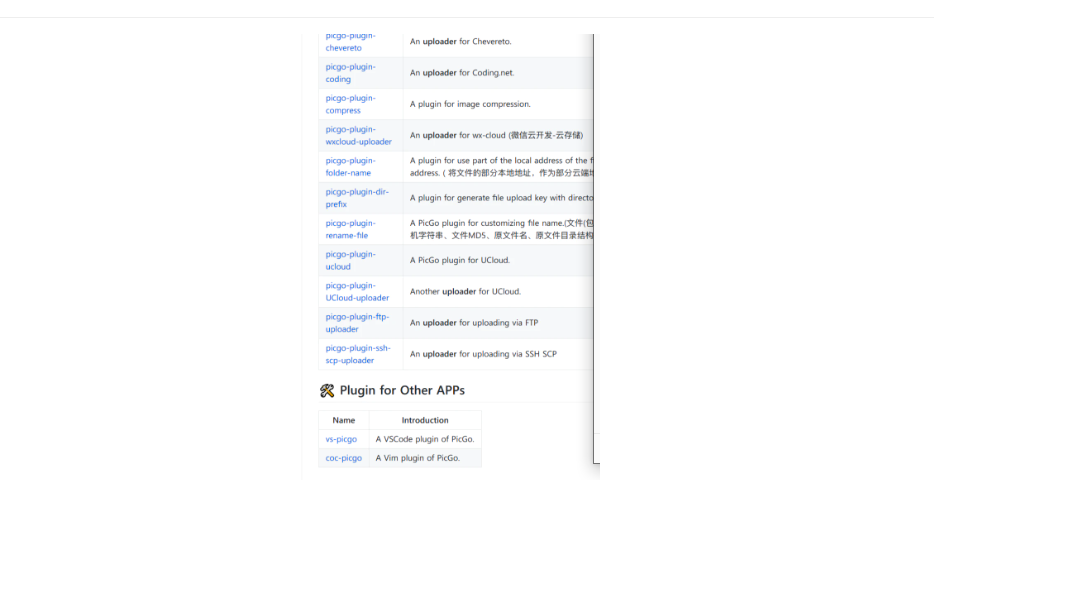 picgo-plugin-
chevereto
An uploader for Chevereto.
picgo-plugin-
coding
An uploader for Coding.net.
picgo-plugin-
compress
A plugin for image compression.
picgo-plugin-
wxcloud-uploader
An uploader for wx-cloud (微信云开发-云存储)
picgo-plugin-
folder-name
A plugin for use part of the local address of the
address. ( 将文件的部分本地地址，作为部分云端
picgo-plugin-dir-
prefix
A plugin for generate file upload key with directo
picgo-plugin-
rename-file
A PicGo plugin for customizing file name.(文件(包
机字符串、文件MD5、原文件名、原文件目录结构
picgo-plugin-
ucloud
A PicGo plugin for UCloud.
picgo-plugin-
UCloud-uploader
Another uploader for UCloud.
picgo-plugin-ftp-
uploader
An uploader for uploading via FTP
picgo-plugin-ssh-
scp-uploader
An uploader for uploading via SSH SCP
Plugin for Other APPs
Name Introduction
vs-picgo A VSCode plugin of PicGo.
coc-picgo A Vim plugin of PicGo.